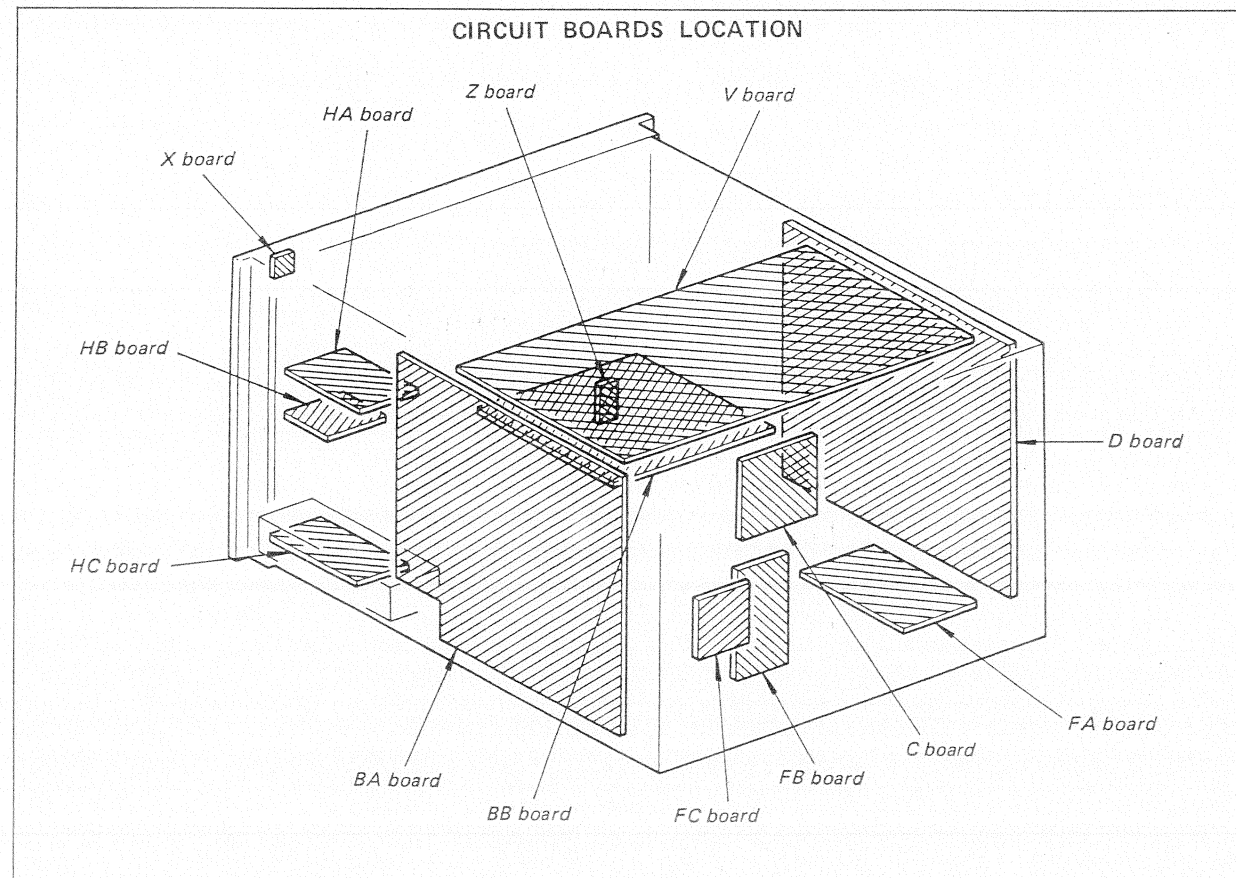 CIRCUIT BOARDS LOCATION
Z board
V board
HA board
X board
HB board
D board
HC board
FA board
C board
BA board
FB board
BB board
FC board